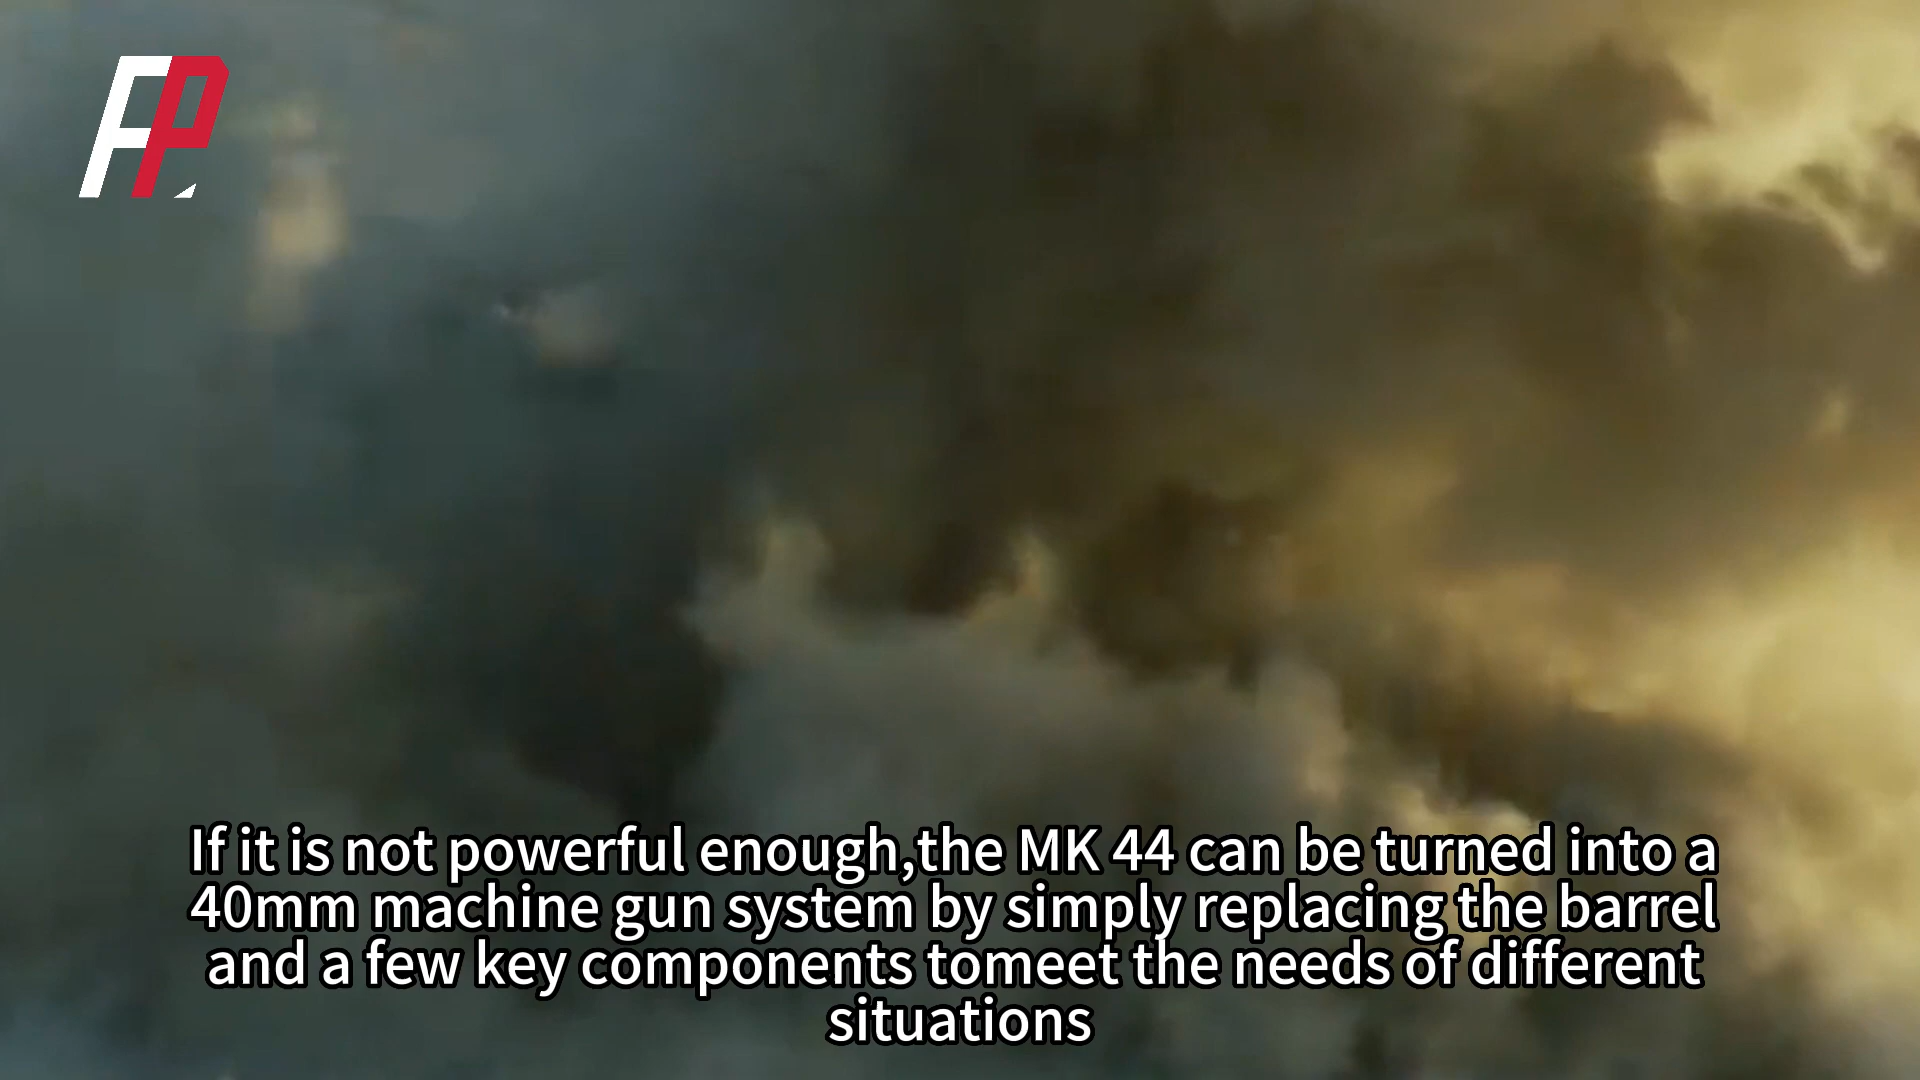 FP
If it is not powerful enough,the MK 44 can be turned into a
40mm machine gun system by simply replacing the barrel
and a few key components tomeet the needs of different
situations